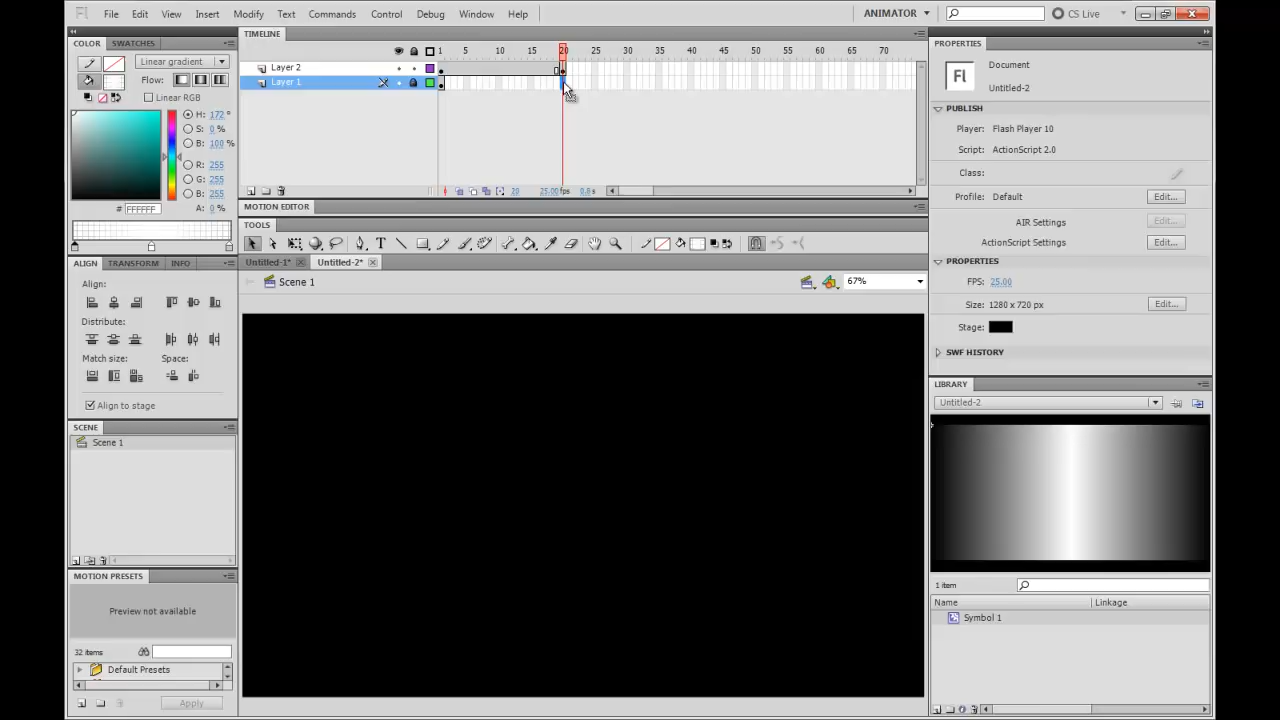 Fl File Edit View Insert Modify Text Commands Control Debug Window Help ANIMATOR CS Live
COLOR SWATCHES
Linear gradient
Flow:
Linear RGB
H: 172 °
S: 0 %
B: 100 %
R: 255
G: 255
B: 255
# FFFFFF A: 0 %
ALIGN TRANSFORM INFO
Align:
Distribute:
Match size: Space:
Align to stage
SCENE
Scene 1
MOTION PRESETS
Preview not available
32 items
Default Presets
Apply
TIMELINE
1 5 10 15 20 25 30 35 40 45 50 55 60 65 70
Layer 2
Layer 1
20 25.00 fps 0.8 s
MOTION EDITOR
TOOLS
T
Untitled-1* Untitled-2*
Scene 1 67%
PROPERTIES
Fl Document
Untitled-2
PUBLISH
Player: Flash Player 10
Script: ActionScript 2.0
Class:
Profile: Default Edit...
AIR Settings Edit...
ActionScript Settings Edit...
PROPERTIES
FPS: 25.00
Size: 1280 x 720 px Edit...
Stage:
SWF HISTORY
LIBRARY
Untitled-2
1 item
Name Linkage
Symbol 1